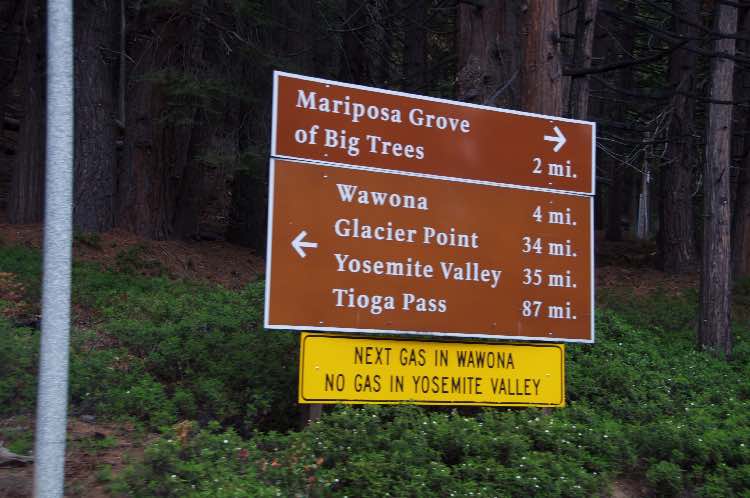 Mariposa Grove
of Big Trees 2 mi.
Wawona 4 mi.
Glacier Point 34 mi.
Yosemite Valley 35 mi.
Tioga Pass 87 mi.
NEXT GAS IN WAWONA
NO GAS IN YOSEMITE VALLEY